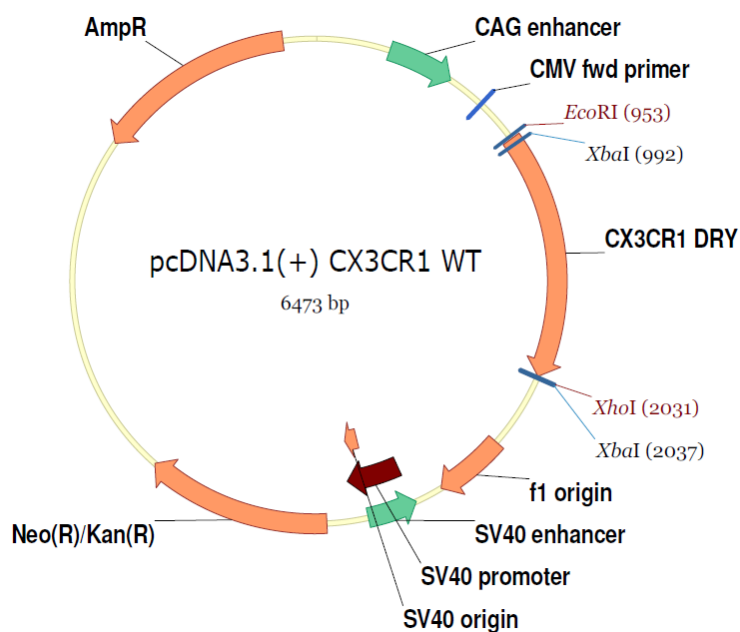 AmpR
CAG enhancer
CMV fwd primer
EcoRI (953)
XbaI (992)
CX3CR1 DRY
pcDNA3.1(+) CX3CR1 WT
6473 bp
XhoI (2031)
XbaI (2037)
f1 origin
Neo(R)/Kan(R)
SV40 enhancer
SV40 promoter
SV40 origin